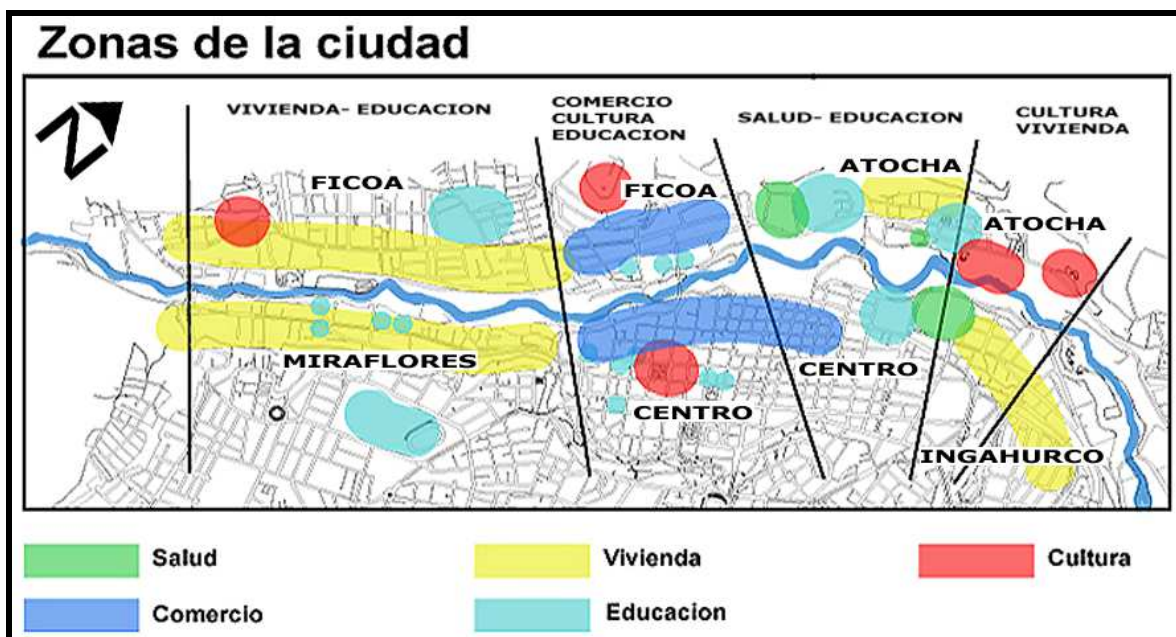 Zonas de la ciudad
N
VIVIENDA- EDUCACION
COMERCIO
CULTURA
EDUCACION
SALUD- EDUCACION
CULTURA
VIVIENDA
FICOA
FICOA
ATOCHA
ATOCHA
MIRAFLORES
CENTRO
CENTRO
INGAHURCO
Salud
Vivienda
Cultura
Comercio
Educacion